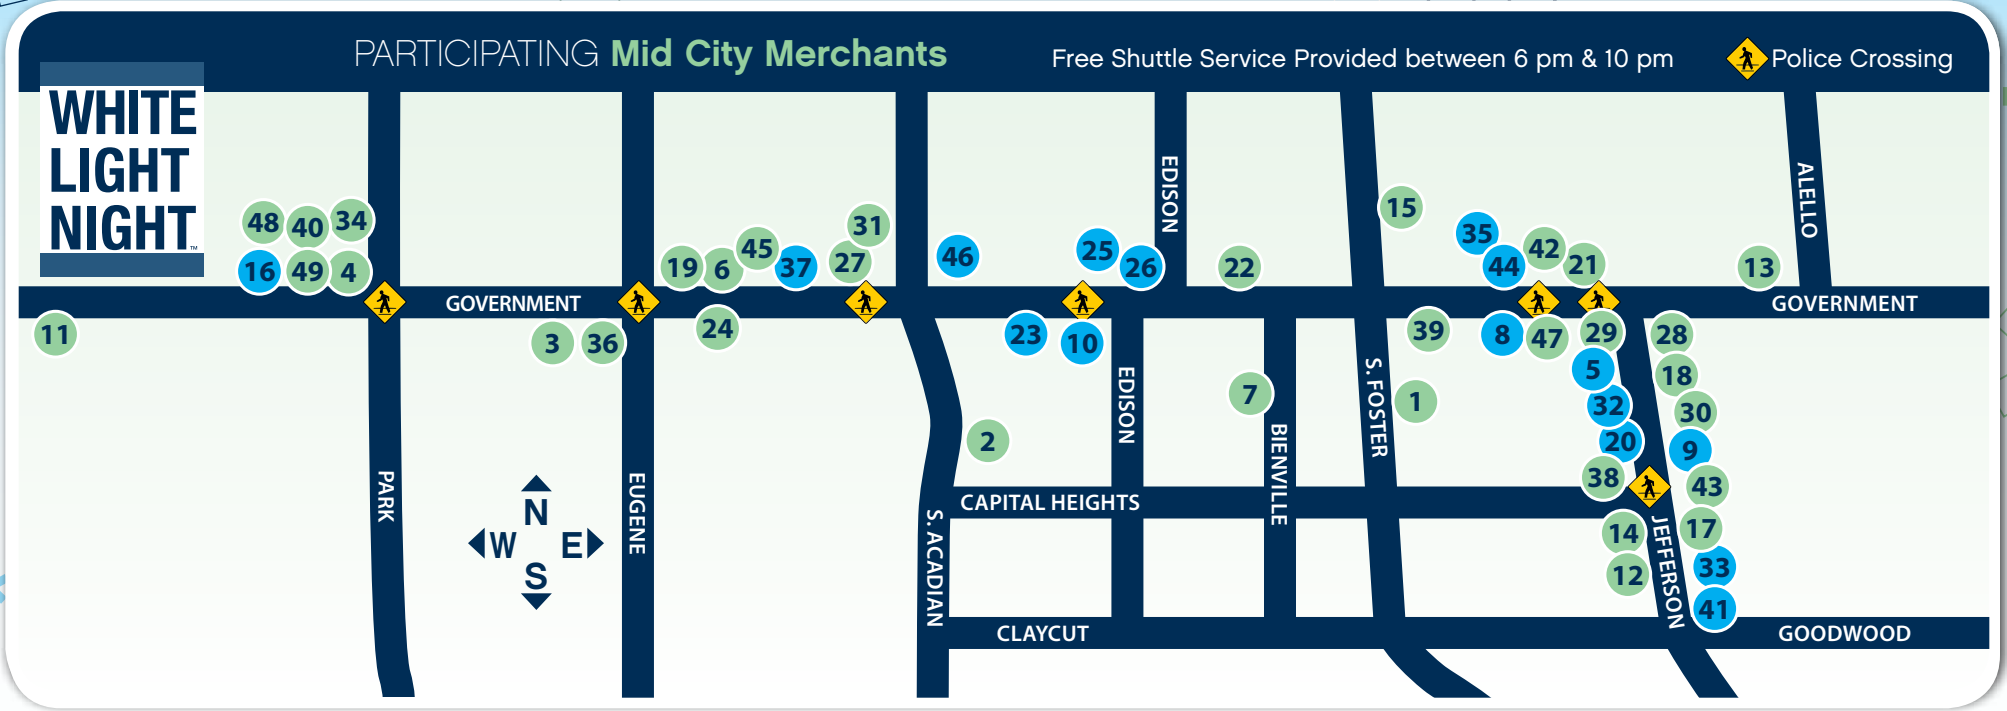 PARTICIPATING Mid City Merchants
Free Shuttle Service Provided between 6 pm & 10 pm
Police Crossing
WHITE
LIGHT
NIGHT™
EDISON
ALELLO
15
48 40 34
31
35
42
45
46
25
16 49 4
19 6
37
27
26
22
44
21
13
GOVERNMENT
GOVERNMENT
11
3 36
24
23 10
39
8 47 29
28
5
18
EDISON
7
S. FOSTER
1
32
30
2
20
9
PARK
EUGENE
BIENVILLE
38
43
CAPITAL HEIGHTS
N
W E
S
S. ACADIAN
14
17
JEFFERSON
12
33
41
CLAYCUT
GOODWOOD